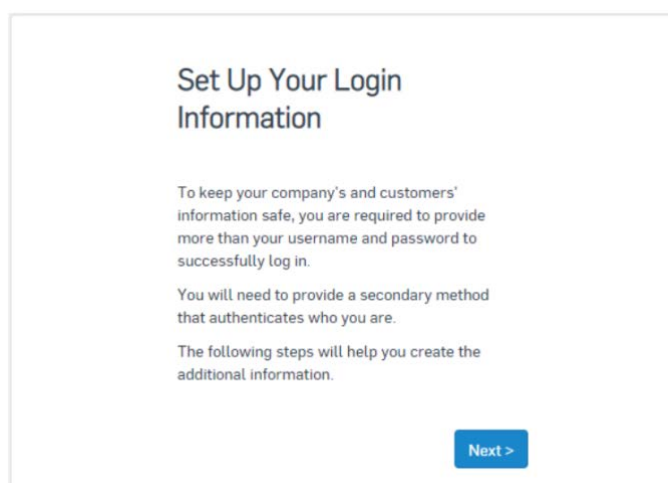 Set Up Your Login
Information
To keep your company's and customers'
information safe, you are required to provide
more than your username and password to
successfully log in.
You will need to provide a secondary method
that authenticates who you are.
The following steps will help you create the
additional information.
Next >